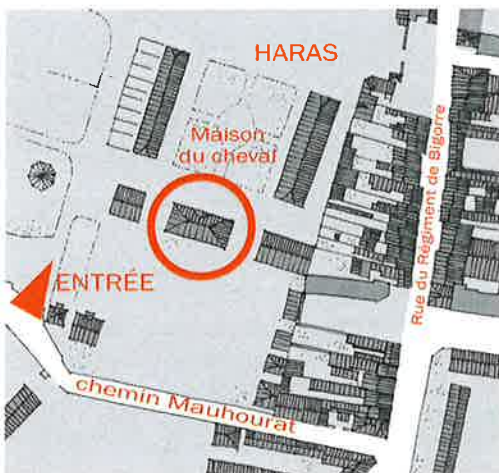 HARAS
Maison
du cheval
Rue du Régiment de Bigorre
ENTRÉE
chemin Mauhourat